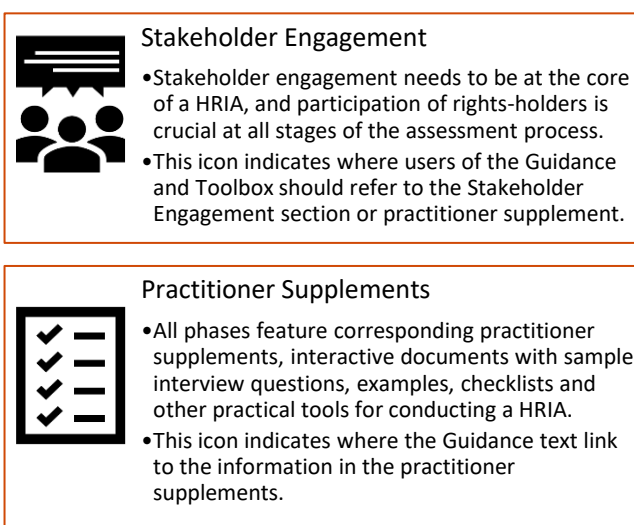 Stakeholder Engagement
•Stakeholder engagement needs to be at the core
of a HRIA, and participation of rights-holders is
crucial at all stages of the assessment process.
•This icon indicates where users of the Guidance
and Toolbox should refer to the Stakeholder
Engagement section or practitioner supplement.
Practitioner Supplements
•All phases feature corresponding practitioner
supplements, interactive documents with sample
interview questions, examples, checklists and
other practical tools for conducting a HRIA.
•This icon indicates where the Guidance text link
to the information in the practitioner
supplements.